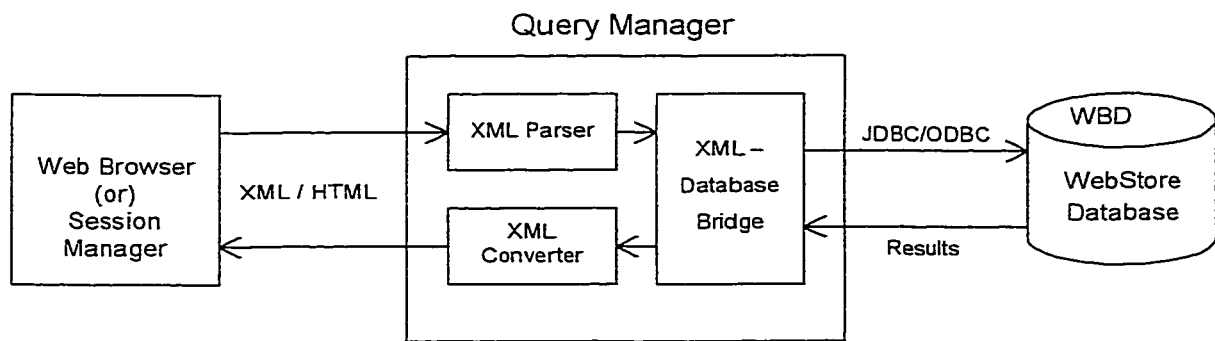 Query Manager
Web Browser
(or)
Session
Manager
XML / HTML
XML Parser
XML
Converter
XML –
Database
Bridge
JDBC/ODBC
Results
WBD
WebStore
Database